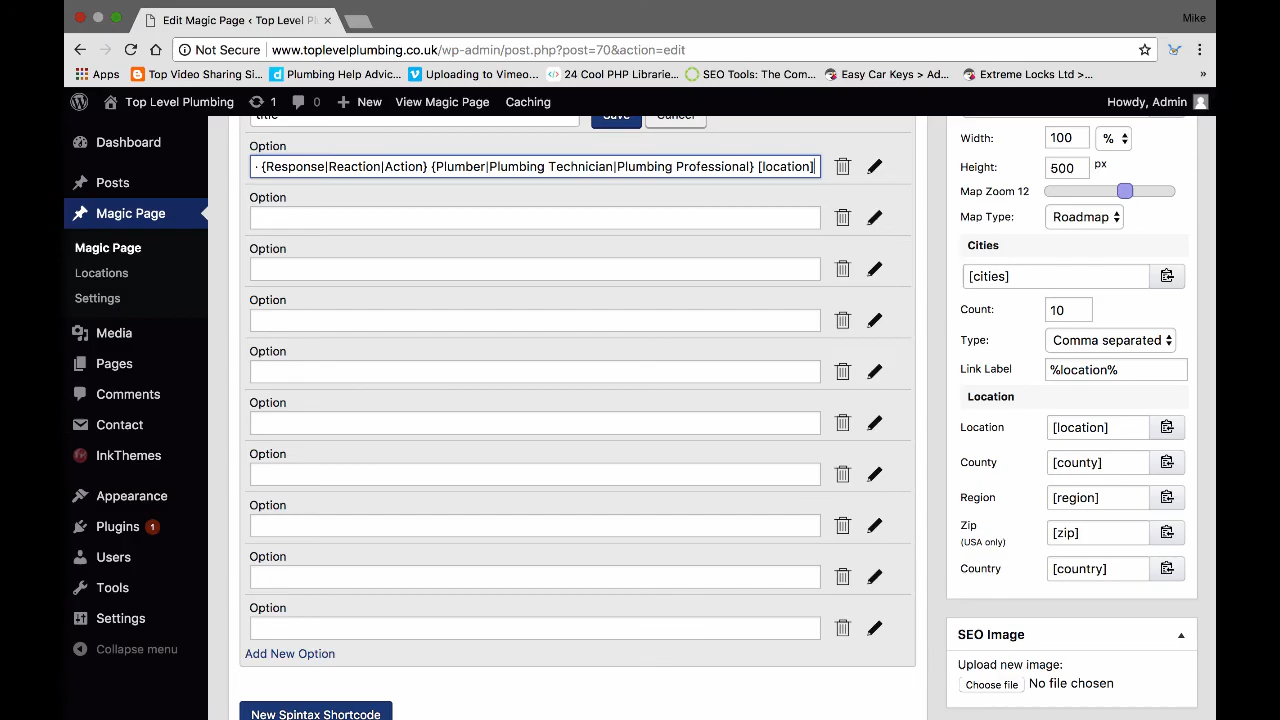 Edit Magic Page ‹ Top Level Pl
Mike
Not Secure
www.toplevelplumbing.co.uk/wp-admin/post.php?post=70&action=edit
Apps
Top Video Sharing Si...
Plumbing Help Advic...
Uploading to Vimeo...
24 Cool PHP Librarie...
SEO Tools: The Com...
Easy Car Keys > Ad...
Extreme Locks Ltd >...
»
Top Level Plumbing
1
0
New
View Magic Page
Caching
Howdy, Admin
Dashboard
Posts
Magic Page
Magic Page
Locations
Settings
Media
Pages
Comments
Contact
InkThemes
Appearance
Plugins 1
Users
Tools
Settings
Collapse menu
title
Save
Cancel
Option
{Response|Reaction|Action} {Plumber|Plumbing Technician|Plumbing Professional} [location]
Option
Option
Option
Option
Option
Option
Option
Option
Option
Add New Option
New Spintax Shortcode
Width: 100 %
Height: 500 px
Map Zoom 12
Map Type: Roadmap
Cities
[cities]
Count: 10
Type: Comma separated
Link Label %location%
Location
Location [location]
County [county]
Region [region]
Zip [zip]
(USA only)
Country [country]
SEO Image
Upload new image:
Choose file No file chosen